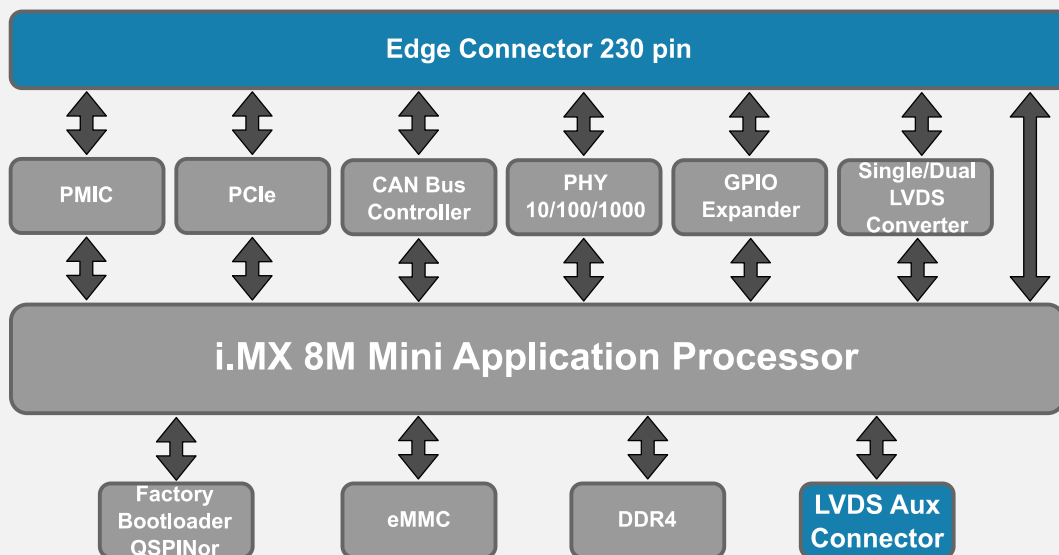 Edge Connector 230 pin
PMIC
PCIe
CAN Bus
Controller
PHY
10/100/1000
GPIO
Expander
Single/Dual
LVDS
Converter
i.MX 8M Mini Application Processor
Factory
Bootloader
QSPINor
eMMC
DDR4
LVDS Aux
Connector